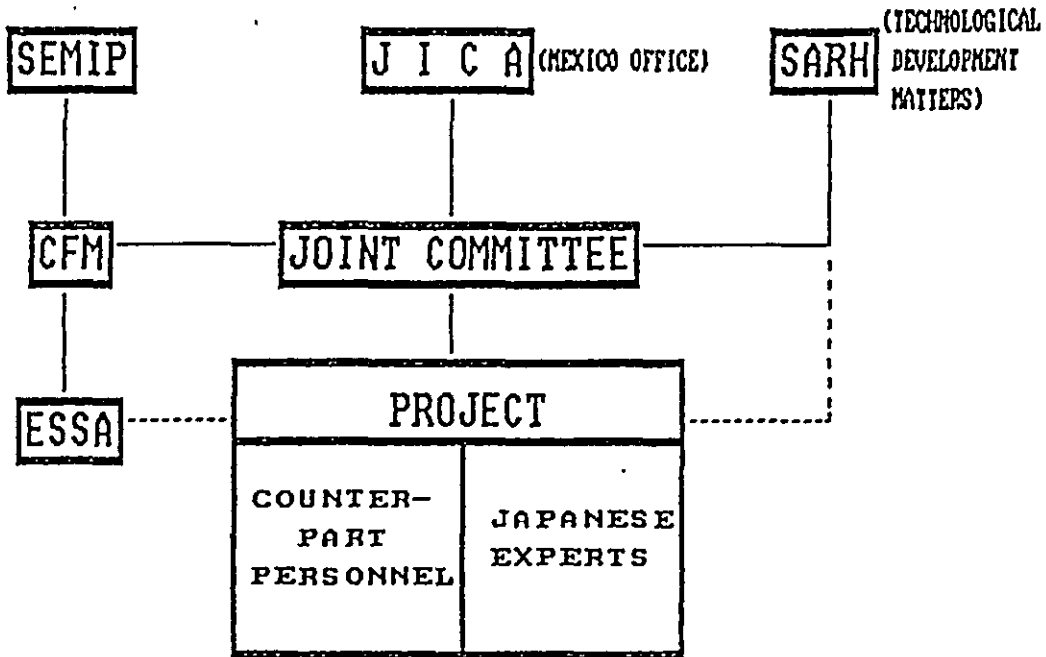 SEMIP
J I C A (MEXICO OFFICE)
SARH
(TECHNOLOGICAL
DEVELOPMENT
MATTERS)
CFM
JOINT COMMITTEE
ESSA
PROJECT
COUNTER-
PART
PERSONNEL
JAPANESE
EXPERTS